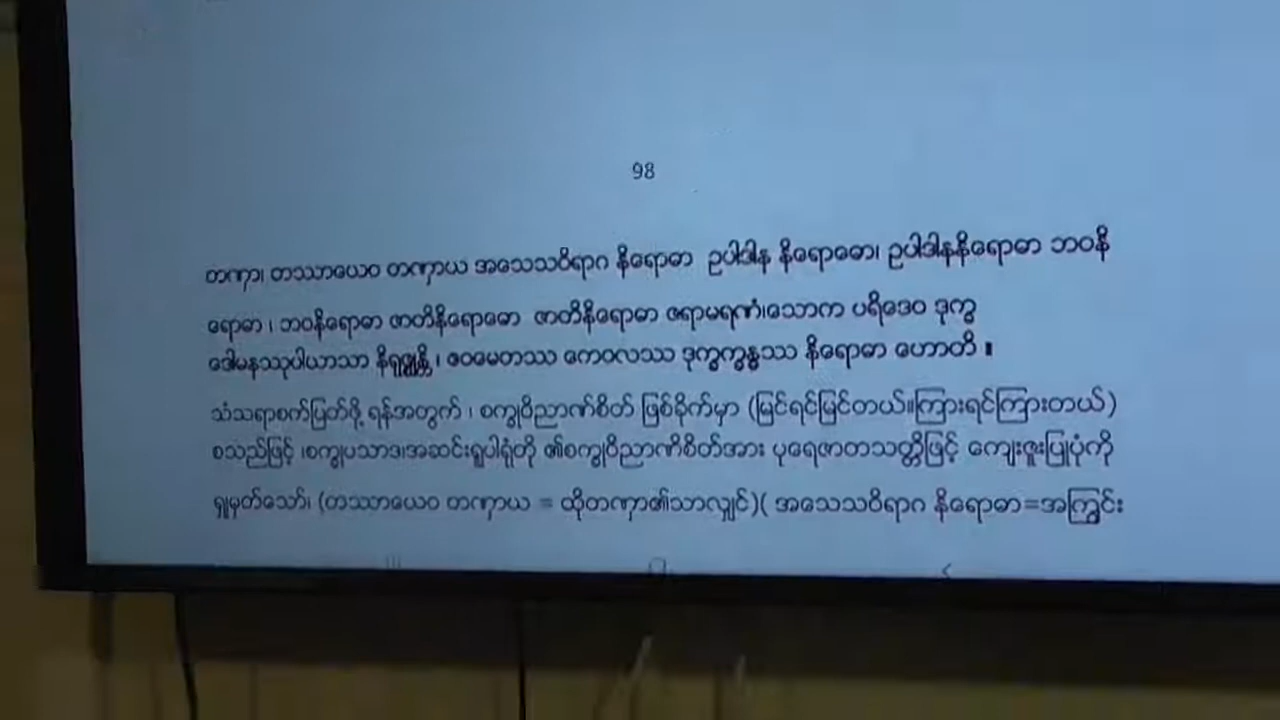 98
တဏှာ၊ တဿာယေဝ တဏှာယ အသေသဝိရာဂ နိရောဓာ ဥပါဒါန နိရောဓော၊ ဥပါဒါနနိရောဓာ ဘဝနိ
ရောဓာ ၊ ဘဝနိရောဓာ ဇာတိနိရောဓော ဇာတိနိရောဓာ ဇရာမရဏံ၊သောက ပရိဒေဝ ဒုက္ခ
ဒေါမနဿုပါယာသာ နိရုဇ္ဈန္တိ ၊ ဧဝမေတဿ ကေဝလဿ ဒုက္ခက္ခန္ဓဿ နိရောဓာ ဟောတိ ။
သံသရာစက်ပြတ်ဖို့ ရန်အတွက် ၊ စက္ခုဝိညာဏ်စိတ် ဖြစ်ခိုက်မှာ (မြင်ရင်မြင်တယ်။ကြားရင်ကြားတယ်)
စသည်ဖြင့် ၊စက္ခုပသာဒ၊အဆင်းရူပါရုံတို ၏စက္ခုဝိညာဏိစိတ်အား ပုရေဇာတသတ္တိဖြင့် ကျေးဇူးပြုပုံကို
ရှုမှတ်သော်၊ (တဿာယေဝ တဏှာယ = ထိုတဏှာ၏သာလျှင်)( အသေသဝိရာဂ နိရောဓာ=အကြွင်း